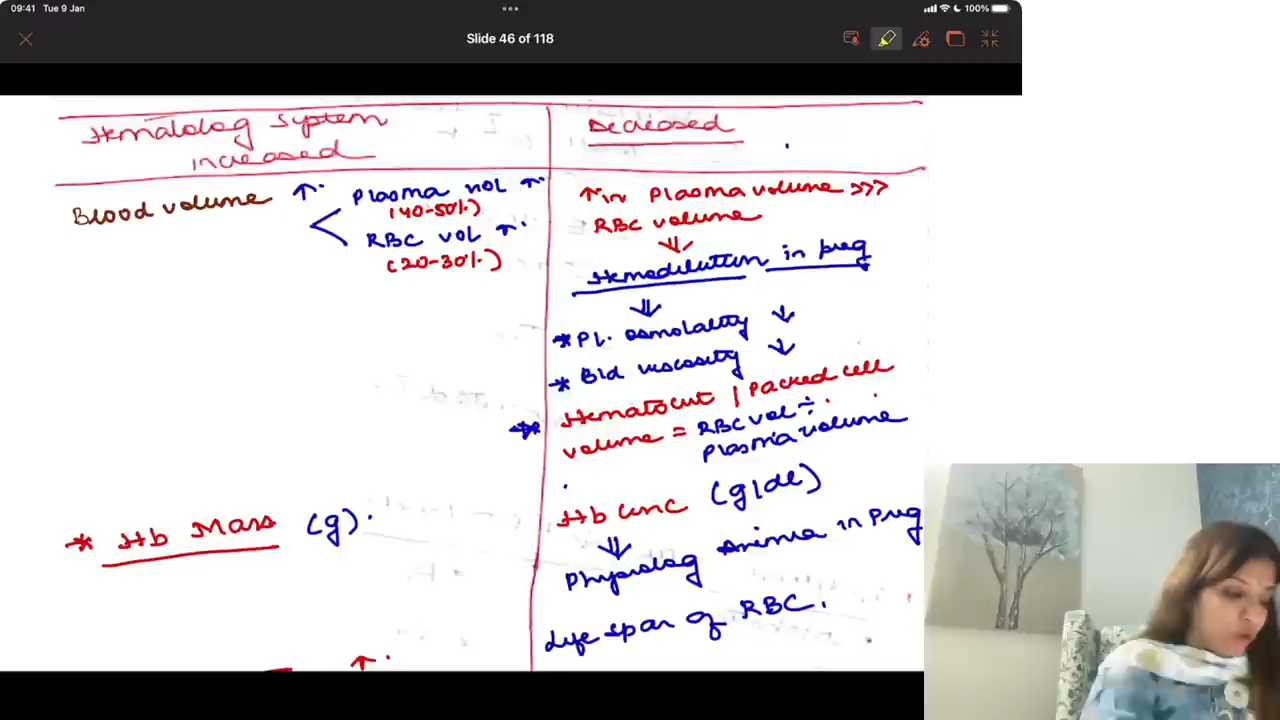 09:41 Tue 9 Jan
100%
Slide 46 of 118
Hematolog System
increased
Decreased
Blood volume ↑
Plasma vol ↑
(40-50%)
RBC vol ↑
(20-30%)
↑ in Plasma volume >>>
RBC volume
⇓
Hemodilution in preg
⇓
* Pl. osmolality ↓
* Bld viscosity ↓
Hematocrit | Packed cell
volume = RBC vol ÷
plasma volume
* Hb Mass (g).
Hb conc (g/dl)
⇓
Physiolog Anemia in Preg
Life span of RBC.
↑